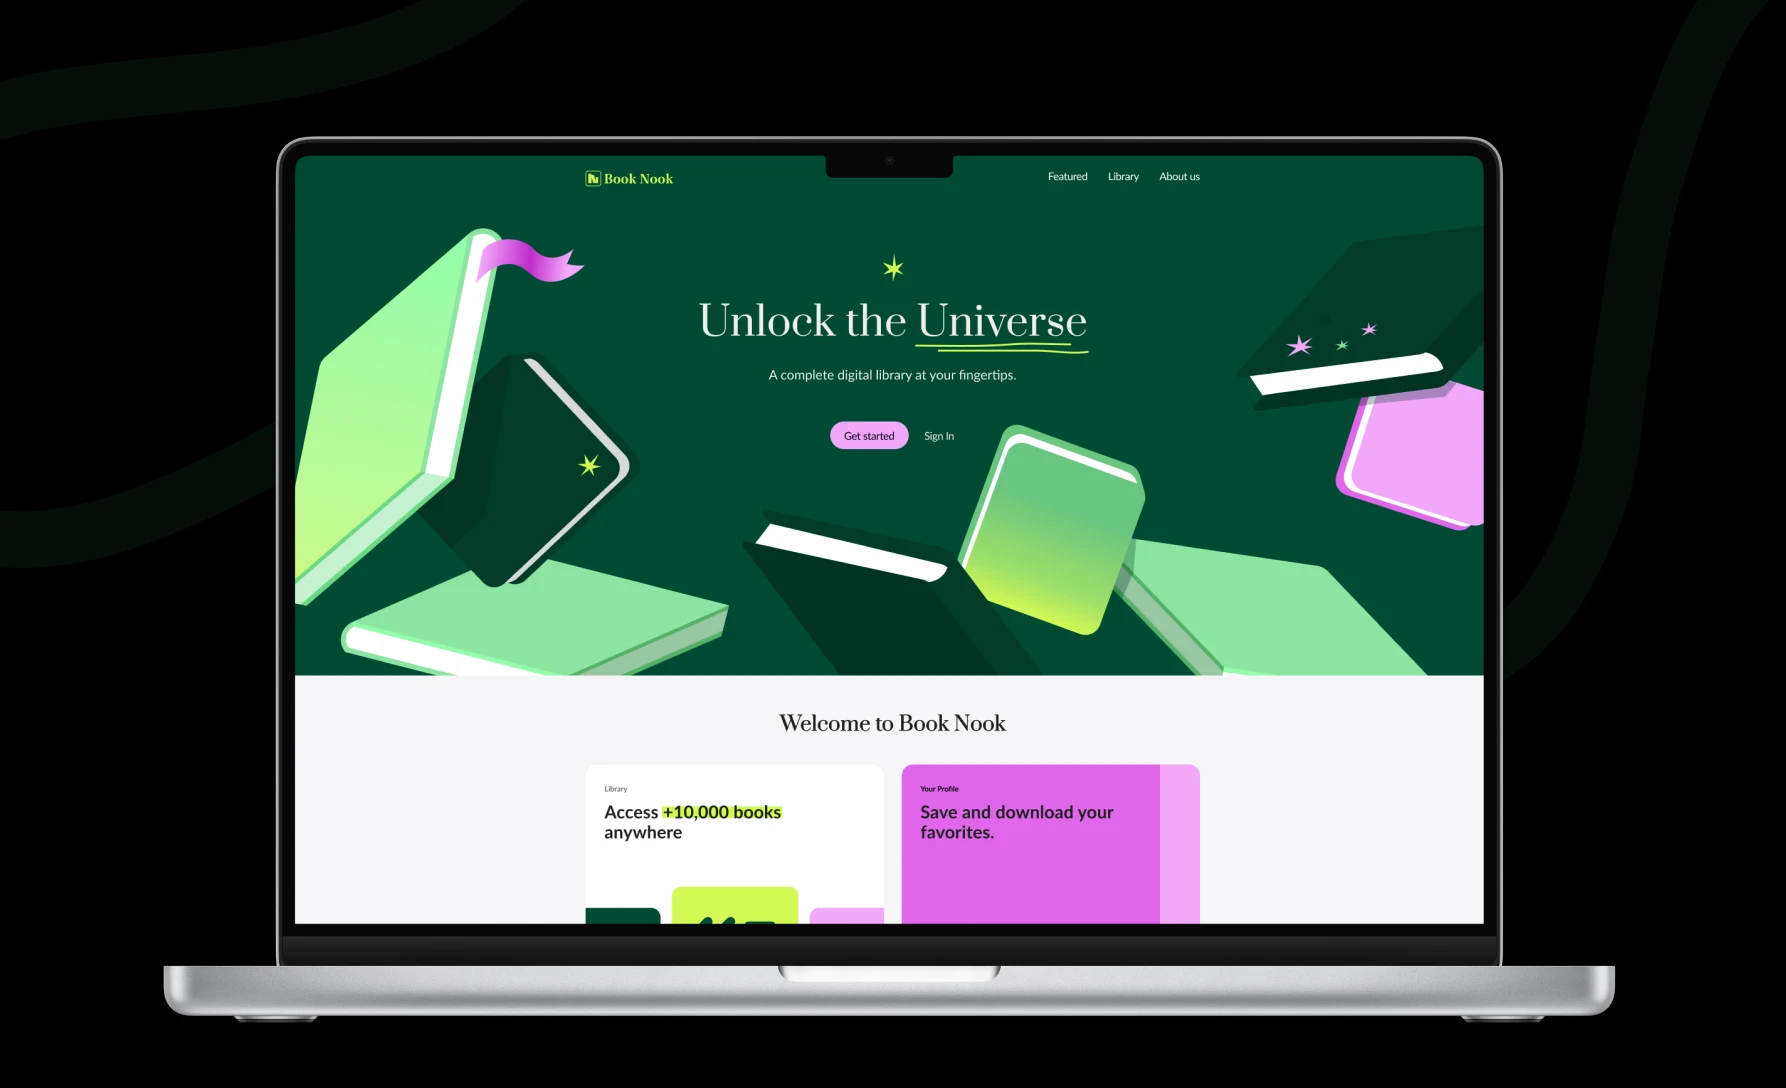 Book Nook
Featured
Library
About us
Unlock the Universe
A complete digital library at your fingertips.
Get started
Sign In
Welcome to Book Nook
Library
Access +10,000 books
anywhere
Your Profile
Save and download your
favorites.